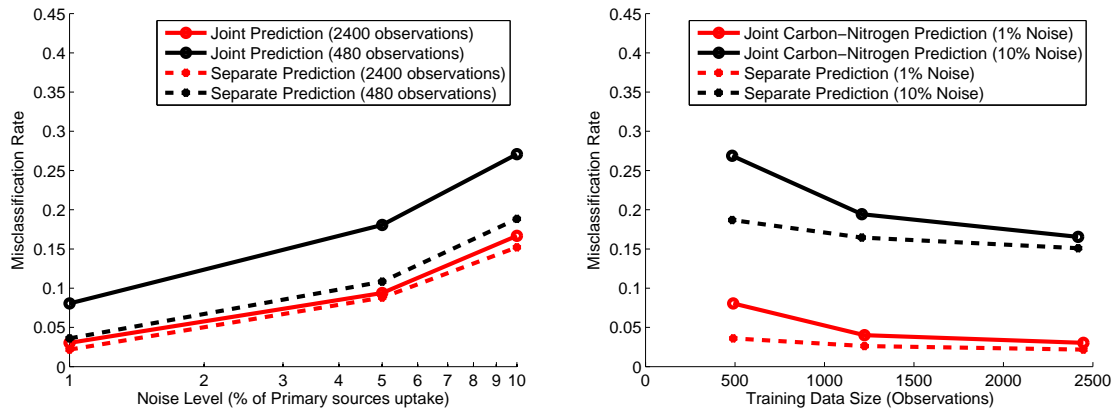 0.45
0.4
0.35
0.3
0.25
0.2
0.15
0.1
0.05
0
Misclassification Rate
Joint Prediction (2400 observations)
Joint Prediction (480 observations)
Separate Prediction (2400 observations)
Separate Prediction (480 observations)
1 2 3 4 5 6 7 8 9 10
Noise Level (% of Primary sources uptake)
0.45
0.4
0.35
0.3
0.25
0.2
0.15
0.1
0.05
0
Misclassification Rate
Joint Carbon−Nitrogen Prediction (1% Noise)
Joint Carbon−Nitrogen Prediction (10% Noise)
Separate Prediction (1% Noise)
Separate Prediction (10% Noise)
0 500 1000 1500 2000 2500
Training Data Size (Observations)